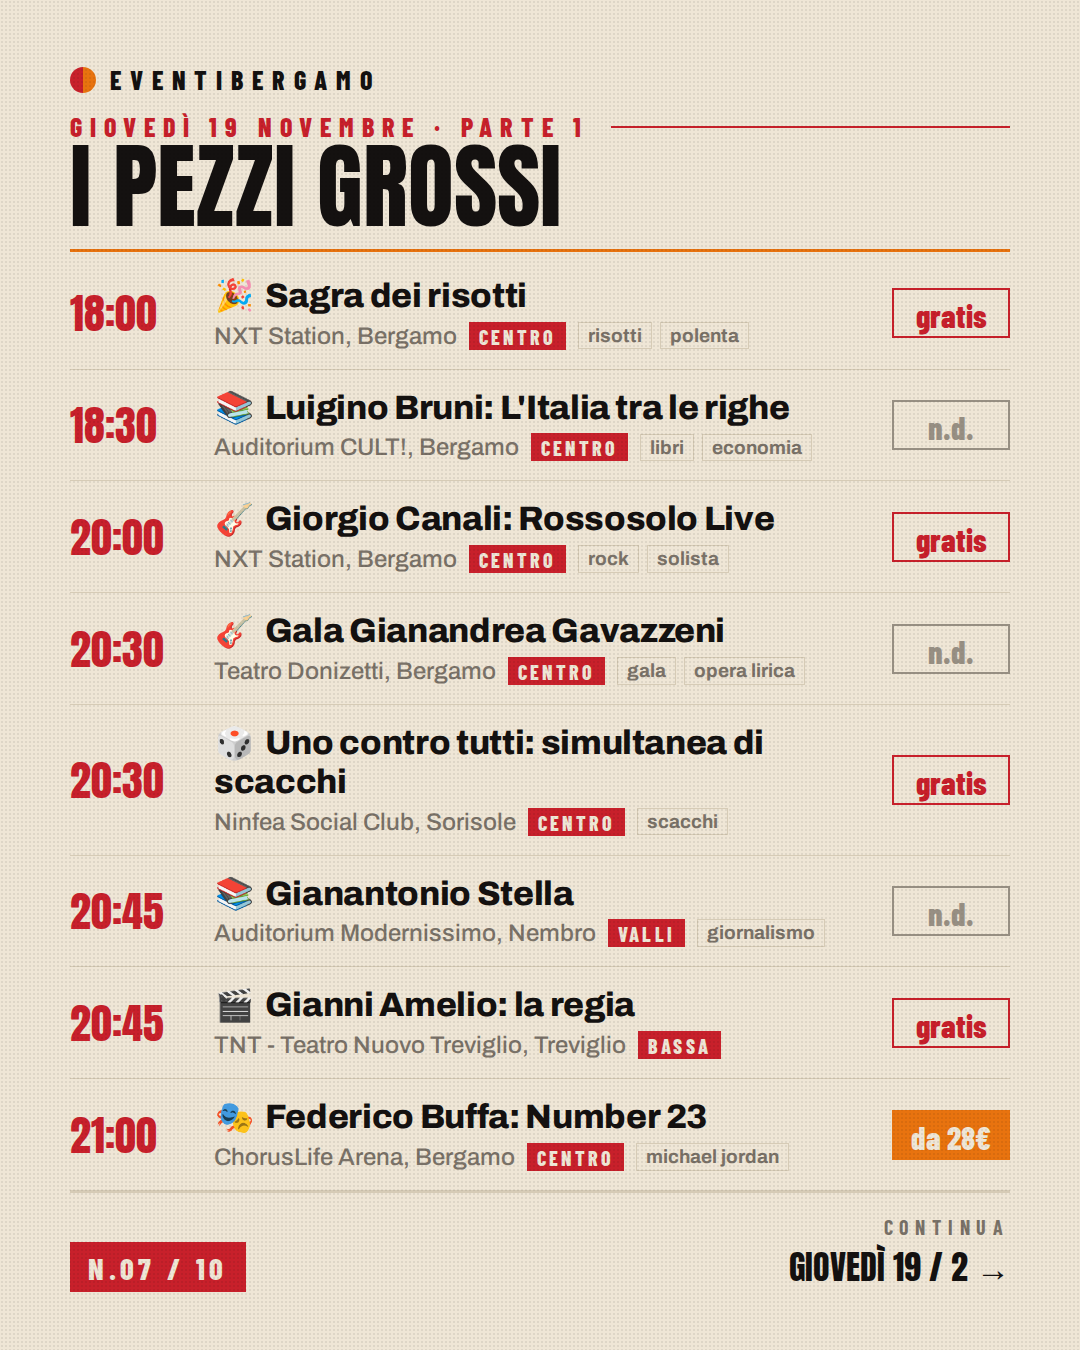 EVENTIBERGAMO
GIOVEDÌ 19 NOVEMBRE · PARTE 1
I PEZZI GROSSI
18:00
Sagra dei risotti
NXT Station, Bergamo CENTRO risotti polenta
gratis
18:30
Luigino Bruni: L'Italia tra le righe
Auditorium CULT!, Bergamo CENTRO libri economia
n.d.
20:00
Giorgio Canali: Rossosolo Live
NXT Station, Bergamo CENTRO rock solista
gratis
20:30
Gala Gianandrea Gavazzeni
Teatro Donizetti, Bergamo CENTRO gala opera lirica
n.d.
20:30
Uno contro tutti: simultanea di
scacchi
Ninfea Social Club, Sorisole CENTRO scacchi
gratis
20:45
Gianantonio Stella
Auditorium Modernissimo, Nembro VALLI giornalismo
n.d.
20:45
Gianni Amelio: la regia
TNT - Teatro Nuovo Treviglio, Treviglio BASSA
gratis
21:00
Federico Buffa: Number 23
ChorusLife Arena, Bergamo CENTRO michael jordan
da 28€
N.07 / 10
CONTINUA
GIOVEDÌ 19 / 2 →